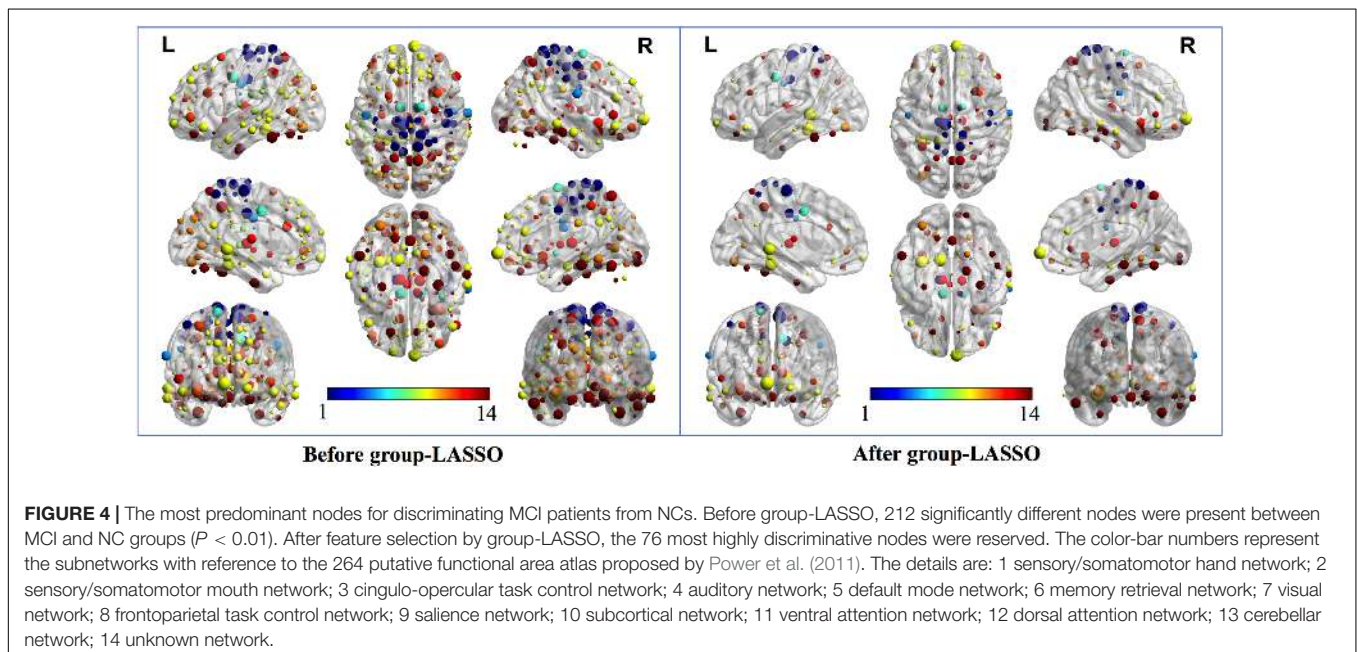 L
R
1
14
Before group-LASSO
L
R
1
14
After group-LASSO
FIGURE 4 | The most predominant nodes for discriminating MCI patients from NCs. Before group-LASSO, 212 significantly different nodes were present between
MCI and NC groups (P < 0.01). After feature selection by group-LASSO, the 76 most highly discriminative nodes were reserved. The color-bar numbers represent
the subnetworks with reference to the 264 putative functional area atlas proposed by Power et al. (2011). The details are: 1 sensory/somatomotor hand network; 2
sensory/somatomotor mouth network; 3 cingulo-opercular task control network; 4 auditory network; 5 default mode network; 6 memory retrieval network; 7 visual
network; 8 frontoparietal task control network; 9 salience network; 10 subcortical network; 11 ventral attention network; 12 dorsal attention network; 13 cerebellar
network; 14 unknown network.